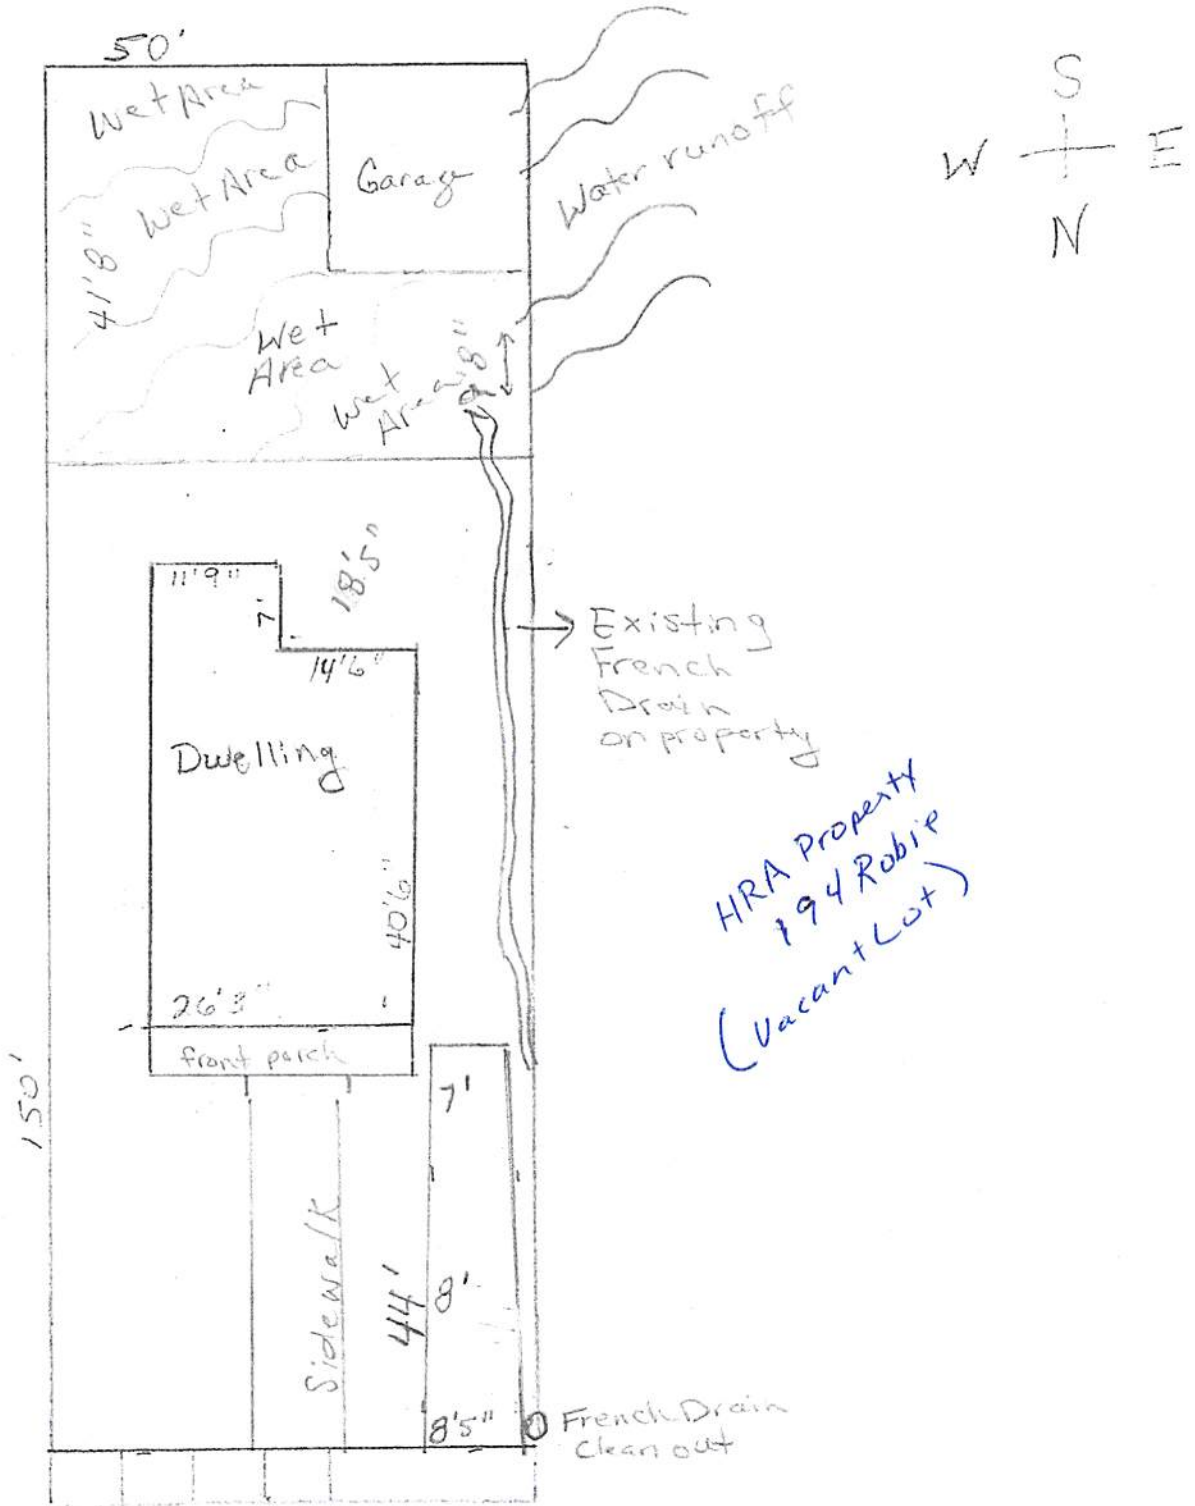 50'
S
W E
N
Wet Area
Wet Area
Garage
Water runoff
41'8"
Wet
Area
Wet
Area
11'9"
7'
18'5"
14'6"
Existing
French
Drain
on property
Dwelling
HRA Property
194 Robie
(Vacant Lot)
40'6"
26'3"
front porch
150'
7'
Sidewalk
44'
8'
8'5"
French Drain
Clean out